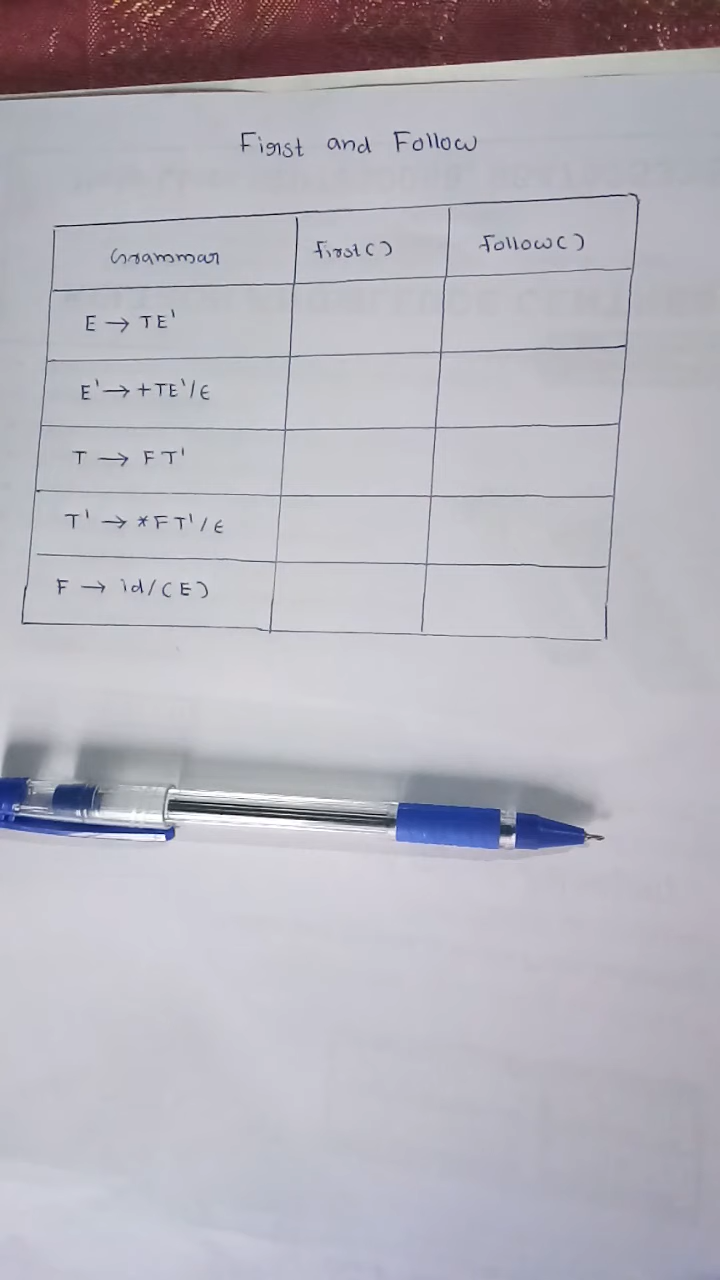 First and Follow
Grammar first() follow()
E → TE'
E' → +TE'/ε
T → FT'
T' → *FT'/ε
F → id/(E)